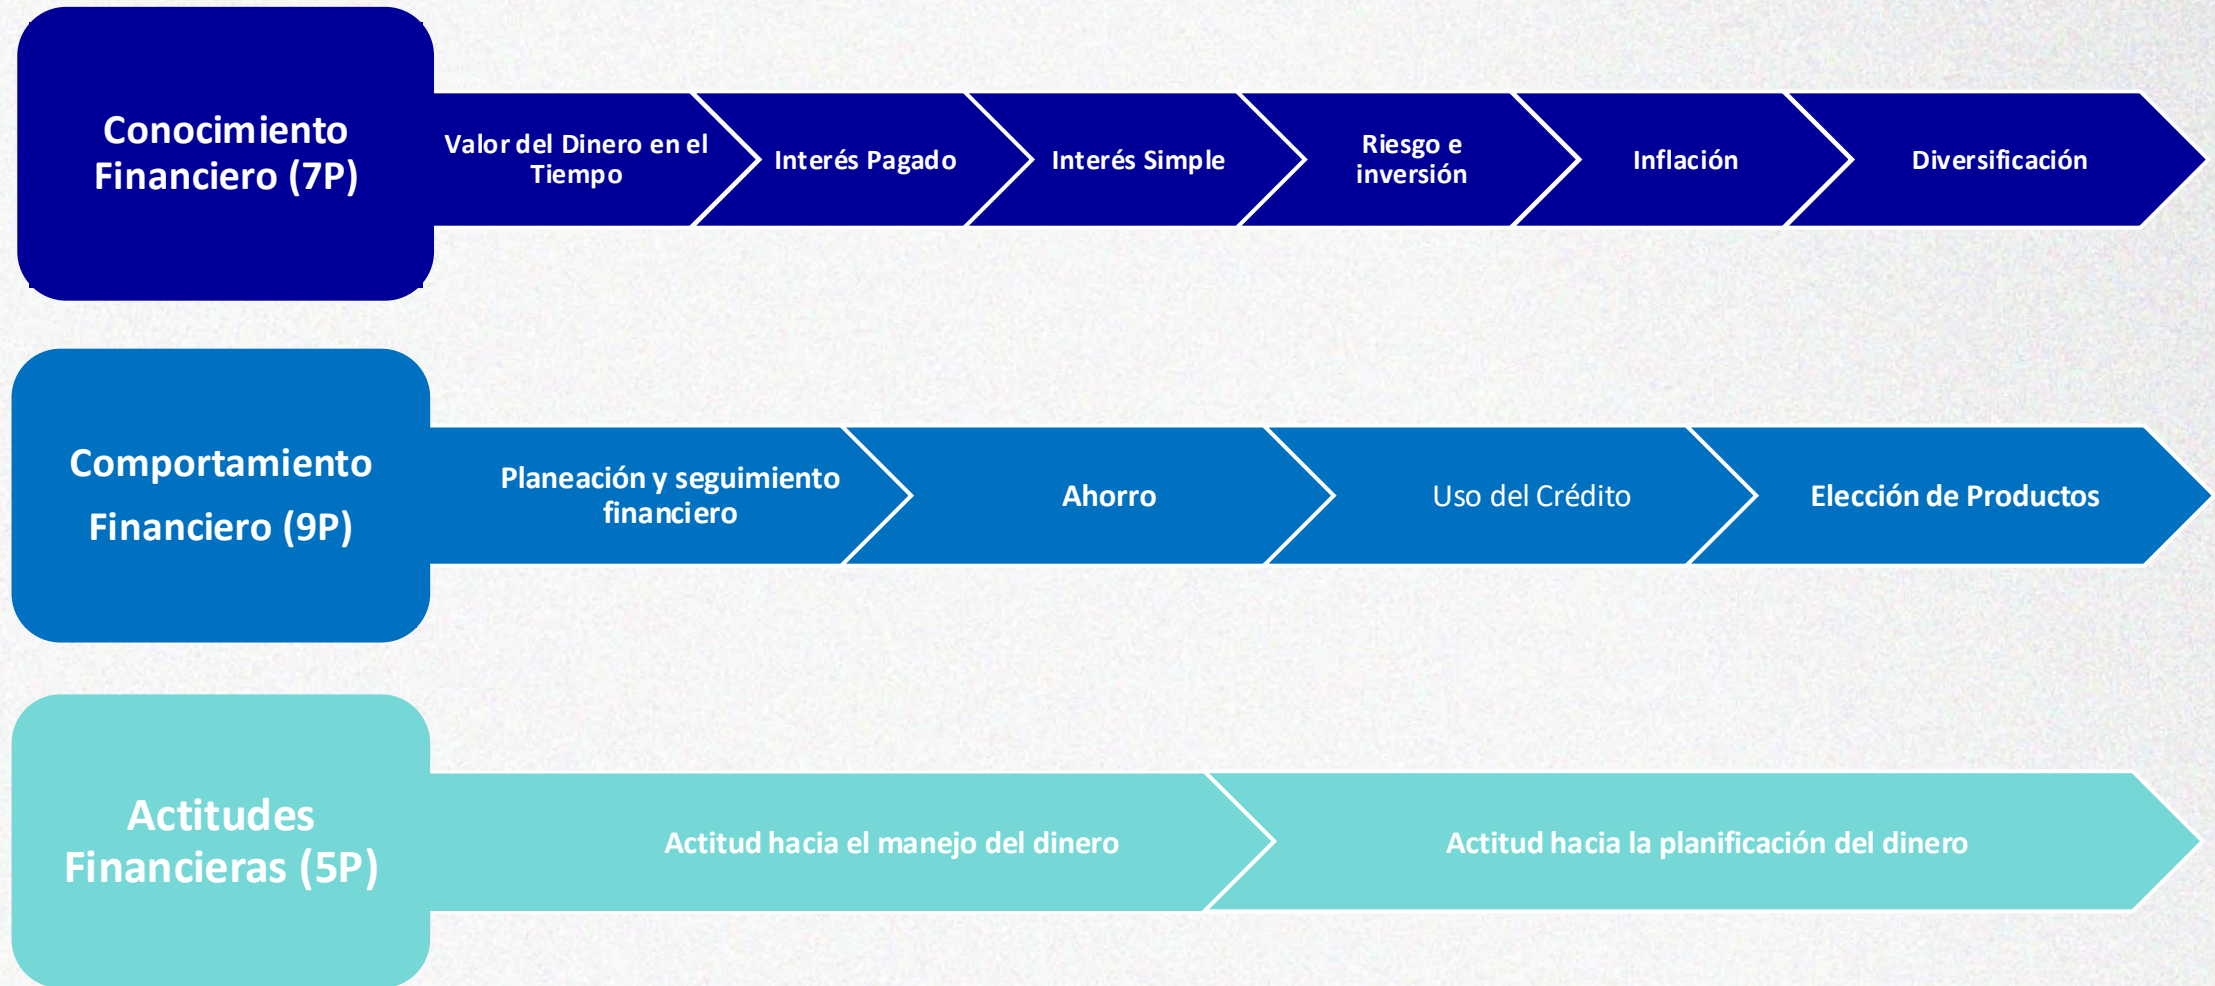 Conocimiento
Financiero (7P)
Valor del Dinero en el
Tiempo
Interés Pagado
Interés Simple
Riesgo e
inversión
Inflación
Diversificación
Comportamiento
Financiero (9P)
Planeación y seguimiento
financiero
Ahorro
Uso del Crédito
Elección de Productos
Actitudes
Financieras (5P)
Actitud hacia el manejo del dinero
Actitud hacia la planificación del dinero